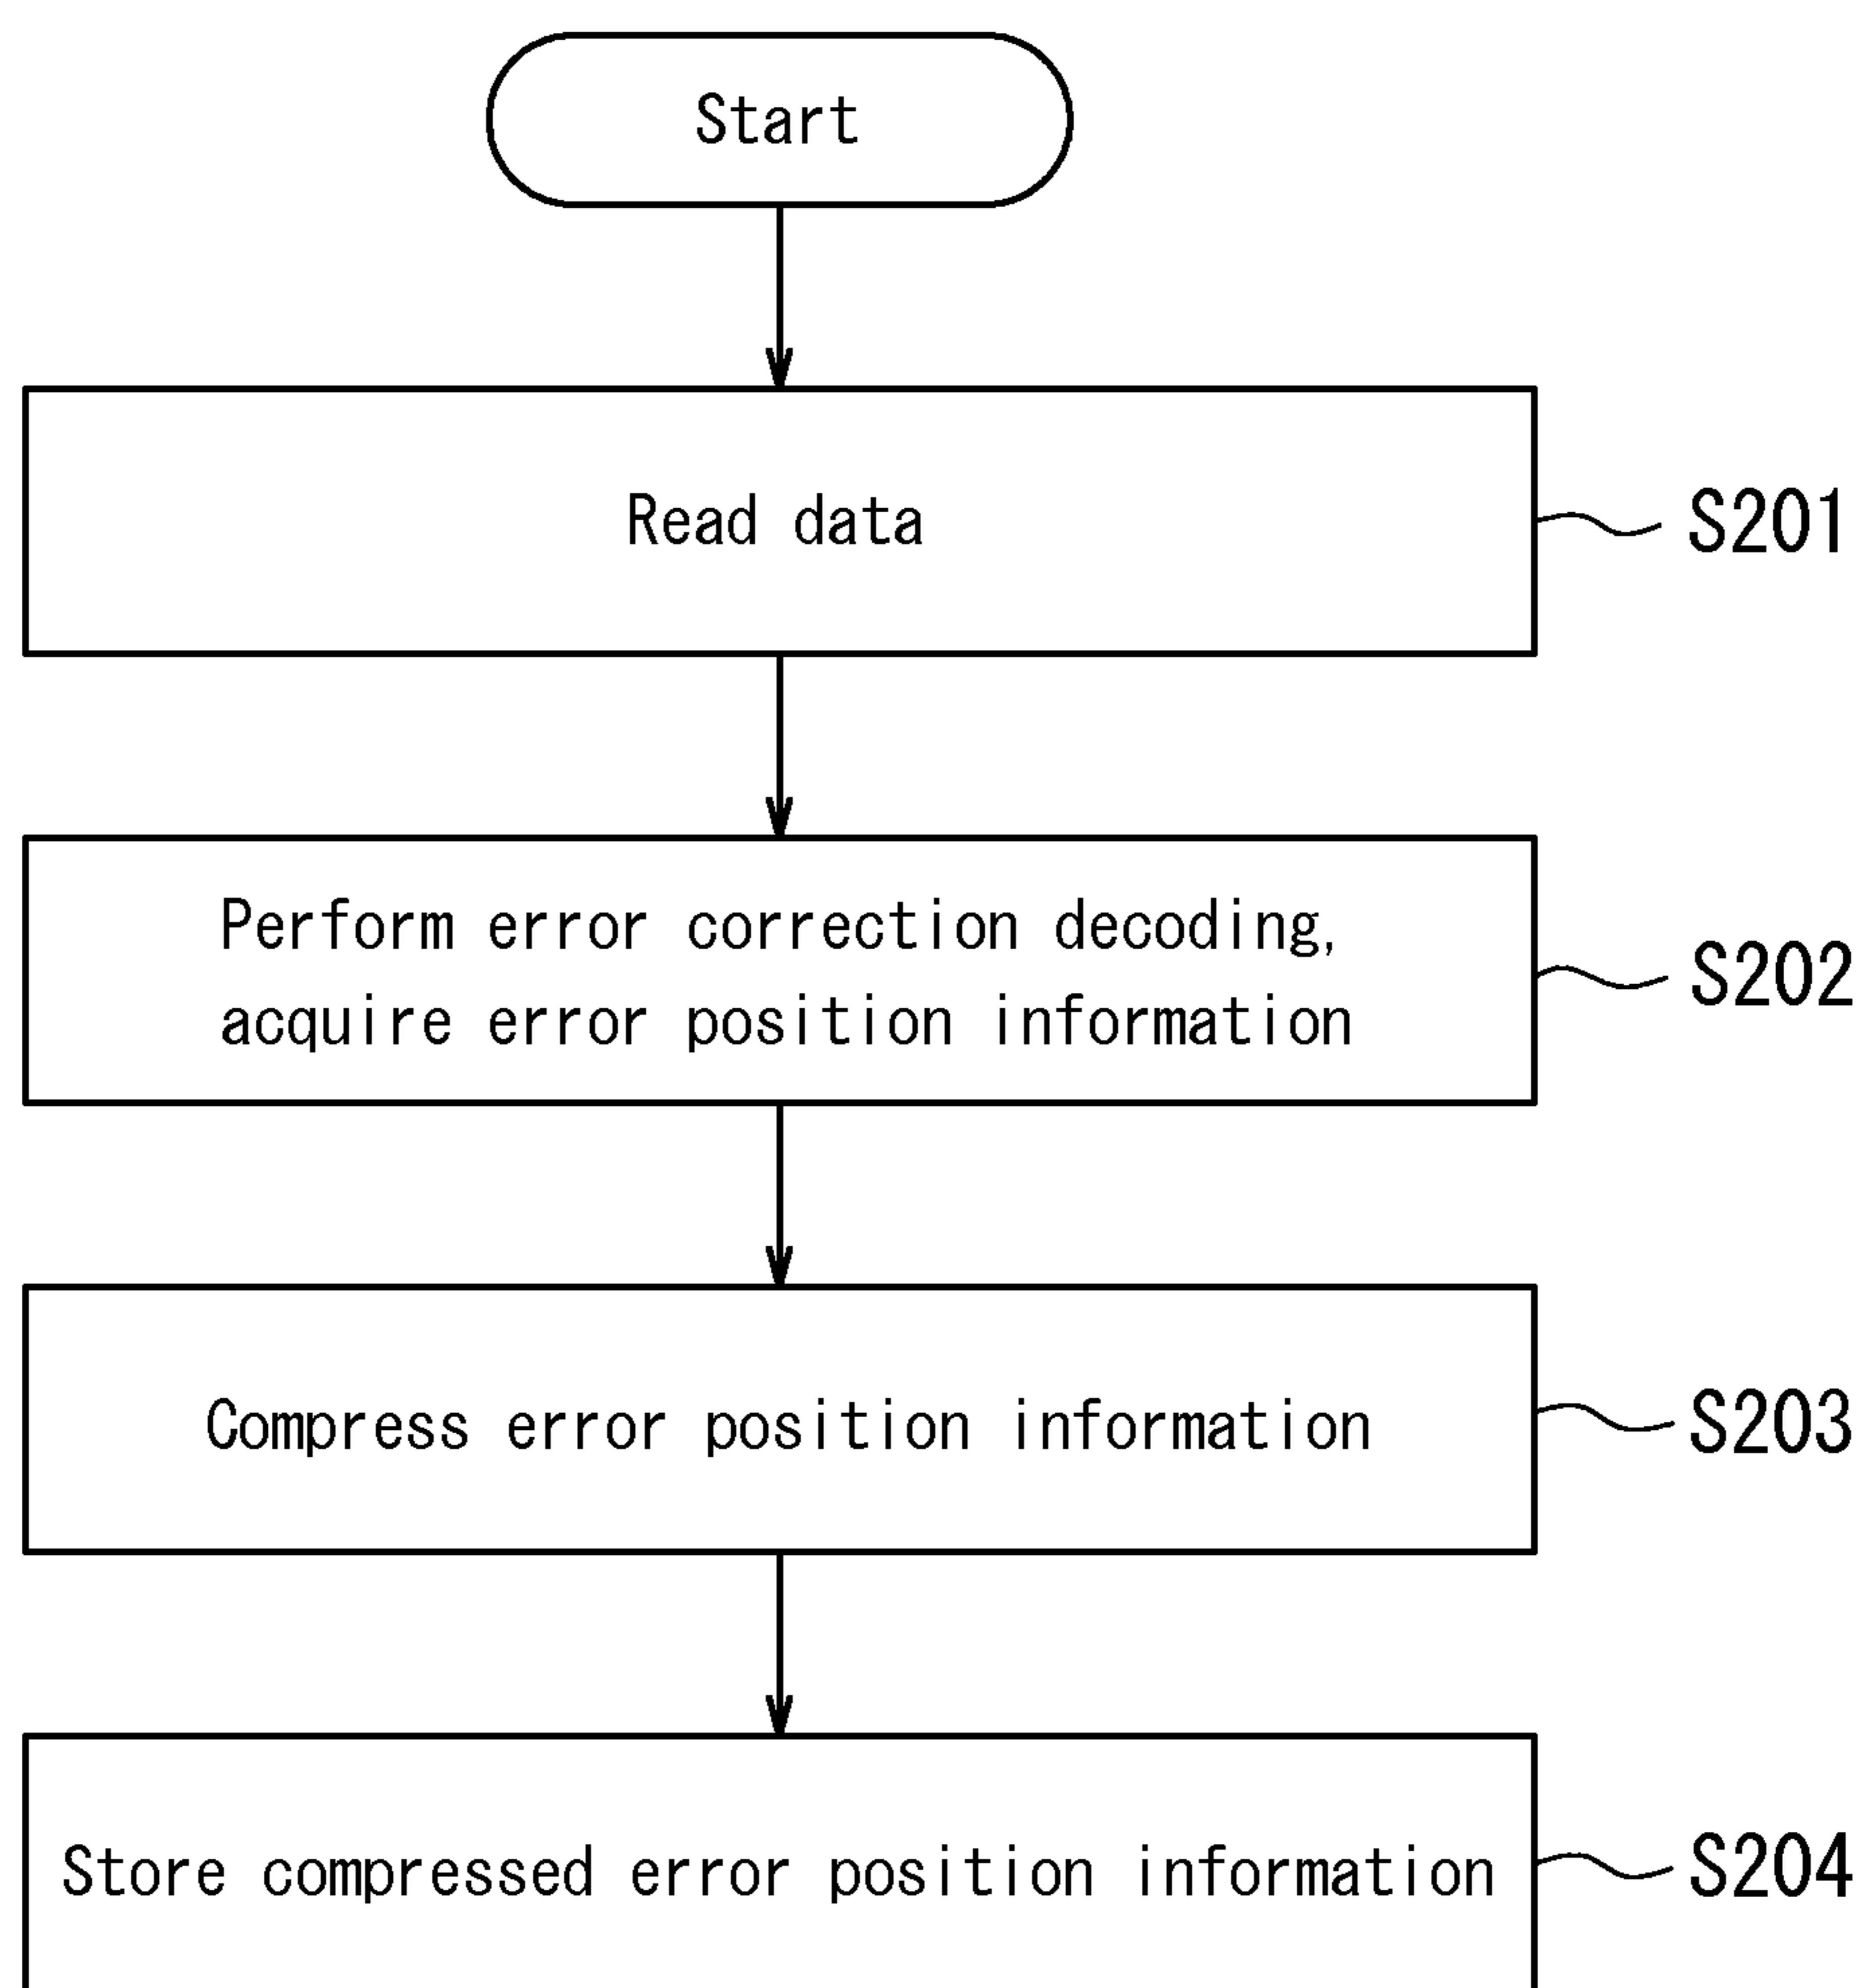 Start
Read data
S201
Perform error correction decoding,
acquire error position information
S202
Compress error position information
S203
Store compressed error position information
S204